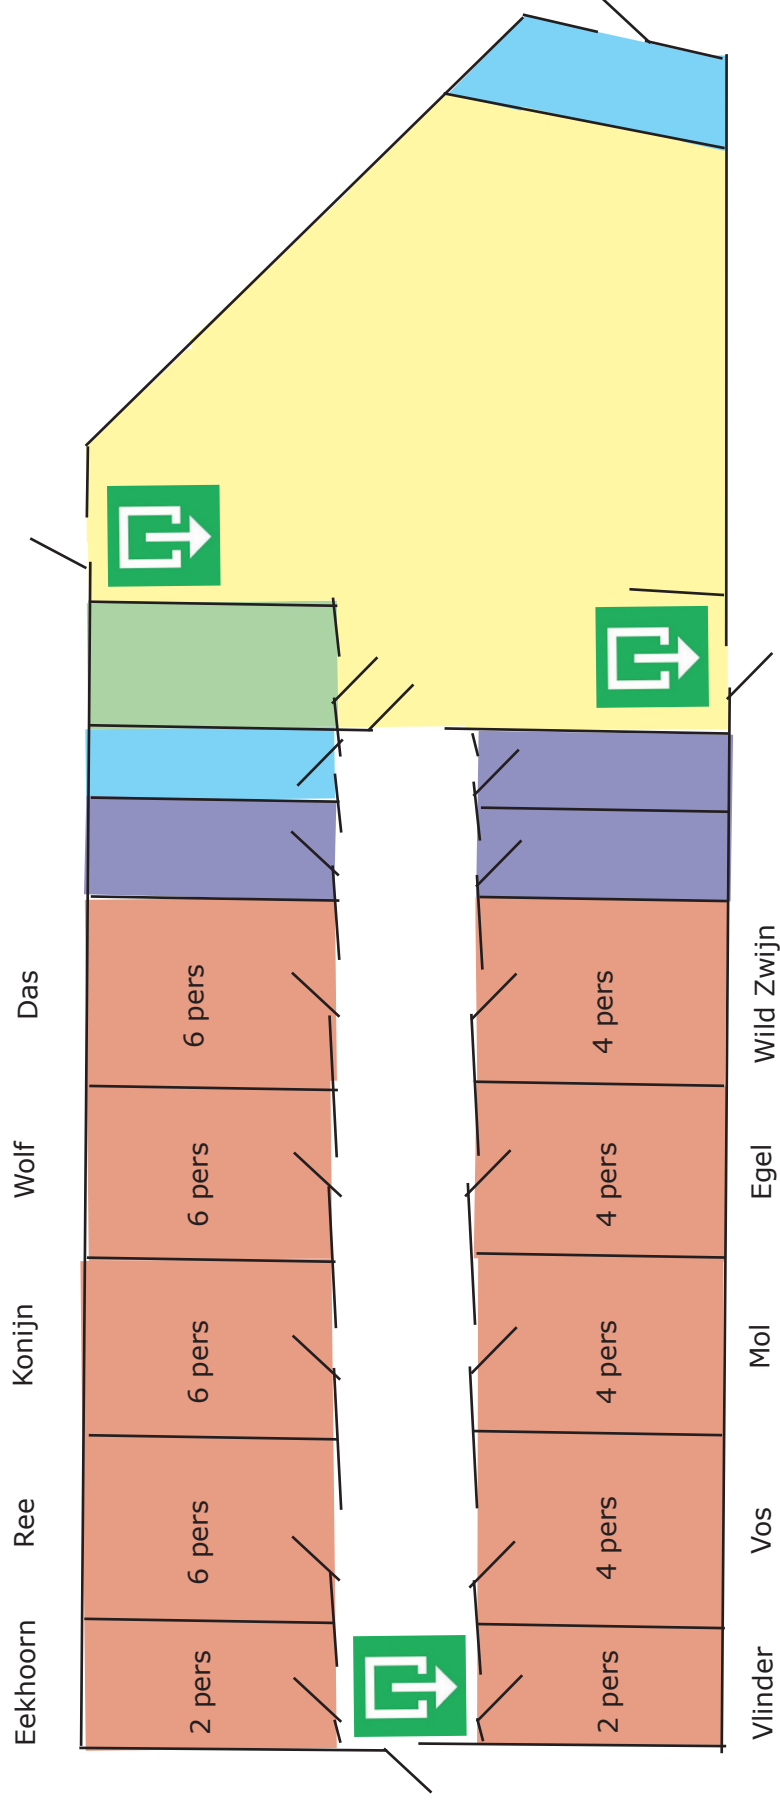 Das
6 pers
4 pers
Wild Zwijn
Wolf
6 pers
4 pers
Egel
Konijn
6 pers
4 pers
Mol
Ree
6 pers
4 pers
Vos
Eekhoorn
2 pers
2 pers
Vlinder